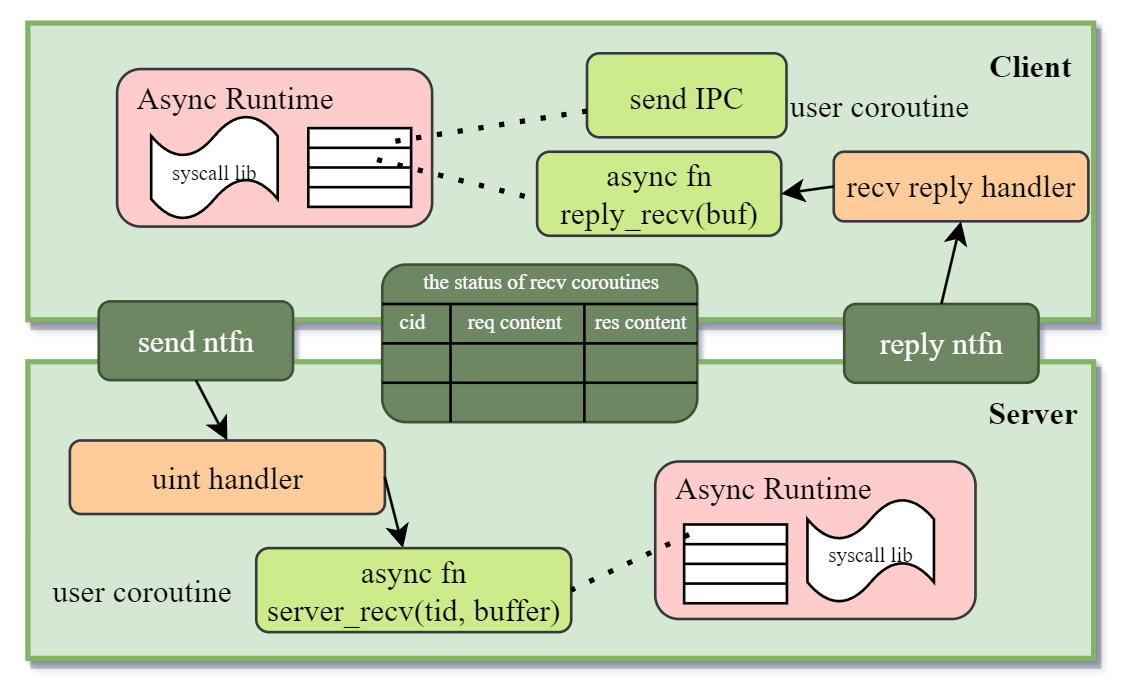 Client
Async Runtime
syscall lib
send IPC
user coroutine
async fn
reply_recv(buf)
recv reply handler
the status of recv coroutines
cid
req content
res content
send ntfn
reply ntfn
Server
uint handler
Async Runtime
syscall lib
async fn
server_recv(tid, buffer)
user coroutine